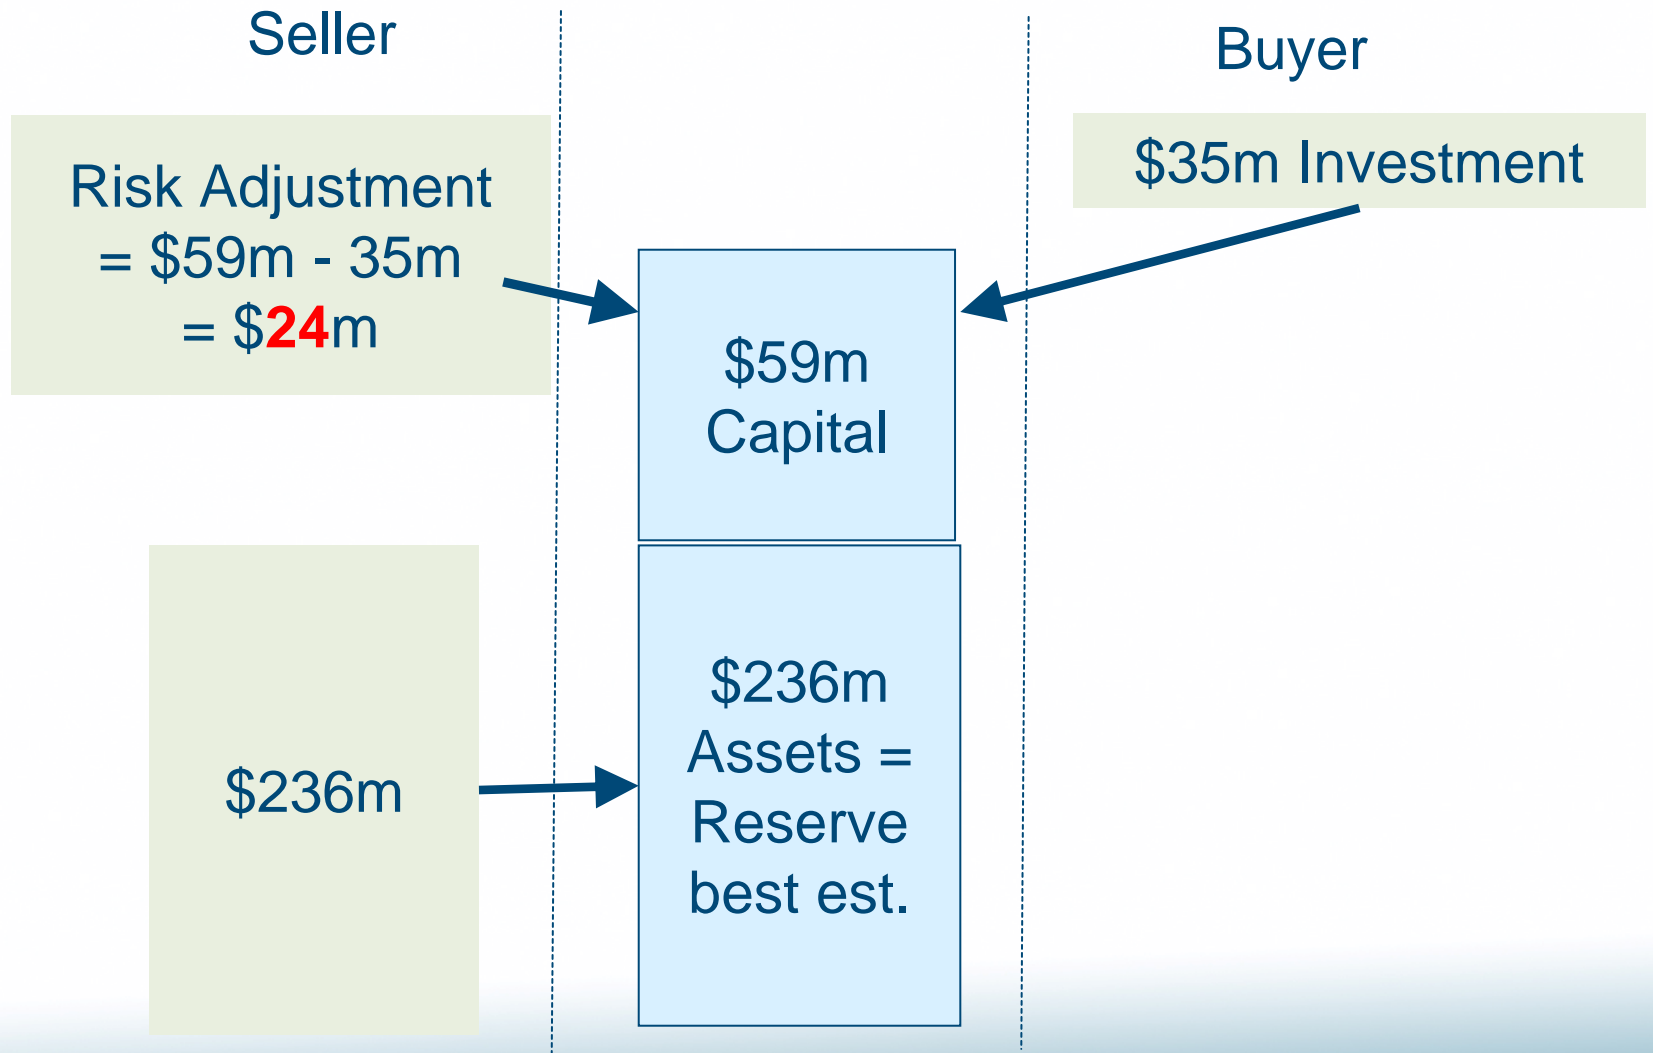 Seller
Buyer
Risk Adjustment
= $59m - 35m
= $24m
$35m Investment
$59m
Capital
$236m
$236m
Assets =
Reserve
best est.